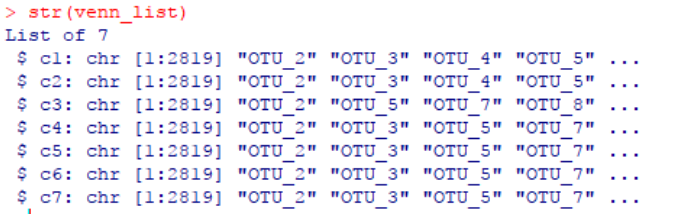 > str(venn_list)
List of 7
 $ c1: chr [1:2819] "OTU_2" "OTU_3" "OTU_4" "OTU_5" ...
 $ c2: chr [1:2819] "OTU_2" "OTU_3" "OTU_4" "OTU_5" ...
 $ c3: chr [1:2819] "OTU_2" "OTU_5" "OTU_7" "OTU_8" ...
 $ c4: chr [1:2819] "OTU_2" "OTU_3" "OTU_5" "OTU_7" ...
 $ c5: chr [1:2819] "OTU_2" "OTU_3" "OTU_5" "OTU_7" ...
 $ c6: chr [1:2819] "OTU_2" "OTU_3" "OTU_5" "OTU_7" ...
 $ c7: chr [1:2819] "OTU_2" "OTU_3" "OTU_5" "OTU_7" ...